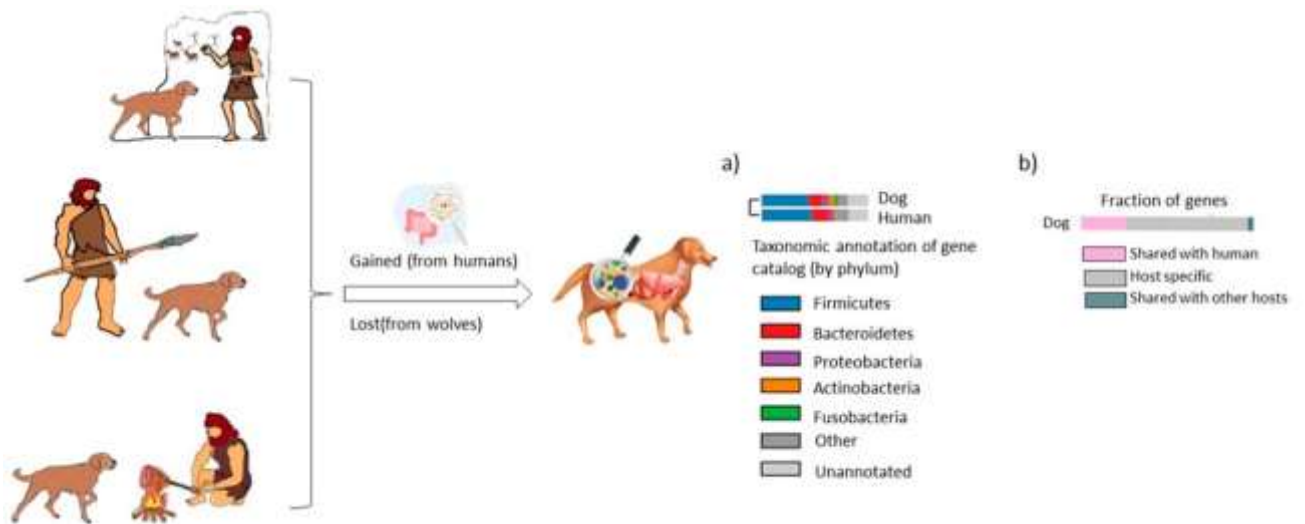 Gained (from humans)
Lost(from wolves)
a)
Dog
Human
Taxonomic annotation of gene
catalog (by phylum)
Firmicutes
Bacteroidetes
Proteobacteria
Actinobacteria
Fusobacteria
Other
Unannotated
b)
Fraction of genes
Dog
Shared with human
Host specific
Shared with other hosts